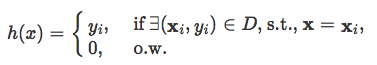 h(x) = { yᵢ, if ∃(𝐱ᵢ, yᵢ) ∈ D, s.t., 𝐱 = 𝐱ᵢ,
0, o.w.